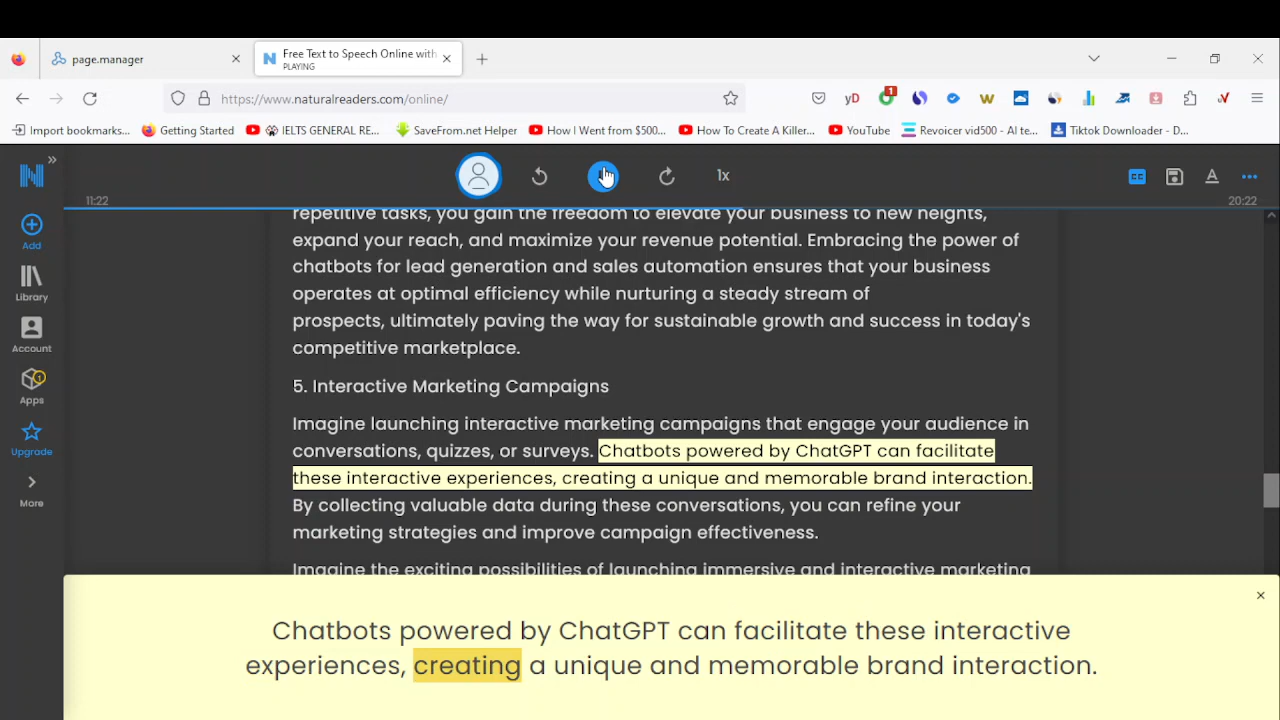 page.manager
Free Text to Speech Online with
PLAYING
https://www.naturalreaders.com/online/
yD
1
W
Import bookmarks...
Getting Started
IELTS GENERAL RE...
SaveFrom.net Helper
How I Went from $500...
How To Create A Killer...
YouTube
Revoicer vid500 - AI te...
Tiktok Downloader - D...
1x
CC
A
11:22
20:22
Add
Library
Account
1
Apps
Upgrade
More
repetitive tasks, you gain the freedom to elevate your business to new heights,
expand your reach, and maximize your revenue potential. Embracing the power of
chatbots for lead generation and sales automation ensures that your business
operates at optimal efficiency while nurturing a steady stream of
prospects, ultimately paving the way for sustainable growth and success in today's
competitive marketplace.
5. Interactive Marketing Campaigns
Imagine launching interactive marketing campaigns that engage your audience in
conversations, quizzes, or surveys. Chatbots powered by ChatGPT can facilitate
these interactive experiences, creating a unique and memorable brand interaction.
By collecting valuable data during these conversations, you can refine your
marketing strategies and improve campaign effectiveness.
Imagine the exciting possibilities of launching immersive and interactive marketing
Chatbots powered by ChatGPT can facilitate these interactive
experiences, creating a unique and memorable brand interaction.